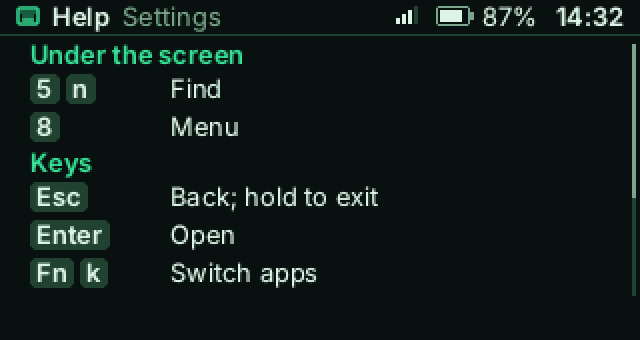 Help Settings 87% 14:32
Under the screen
5 n Find
8 Menu
Keys
Esc Back; hold to exit
Enter Open
Fn k Switch apps